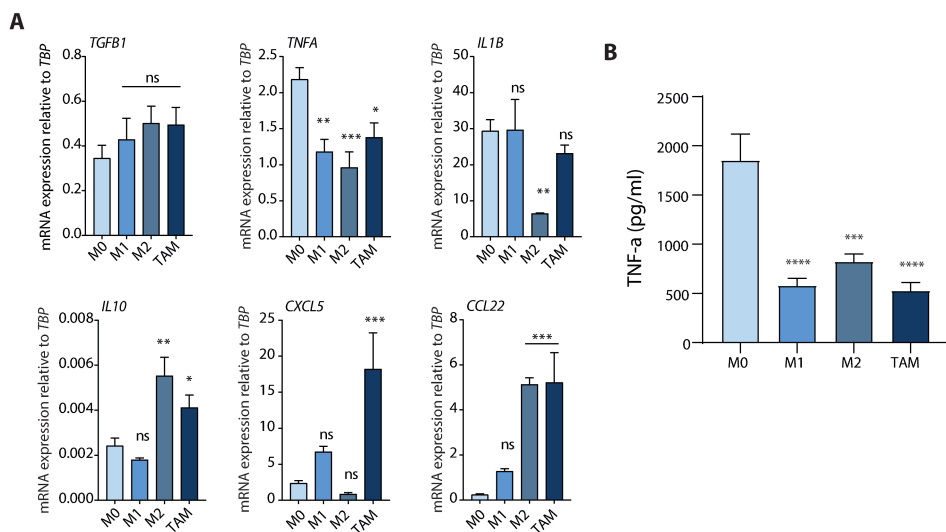 A
B
TGFB1
mRNA expression relative to TBP
0.8
0.6
0.4
0.2
0.0
ns
M0
M1
M2
TAM
TNFA
mRNA expression relative to TBP
2.5
2.0
1.5
1.0
0.5
0.0
**
***
*
M0
M1
M2
TAM
IL1B
mRNA expression relative to TBP
50
40
30
20
10
0
ns
**
ns
M0
M1
M2
TAM
TNF-a (pg/ml)
2500
2000
1500
1000
500
0
****
***
****
M0
M1
M2
TAM
IL10
mRNA expression relative to TBP
0.008
0.006
0.004
0.002
0.000
ns
**
*
M0
M1
M2
TAM
CXCL5
mRNA expression relative to TBP
25
20
15
10
5
0
ns
ns
***
M0
M1
M2
TAM
CCL22
mRNA expression relative to TBP
8
6
4
2
0
ns
***
M0
M1
M2
TAM